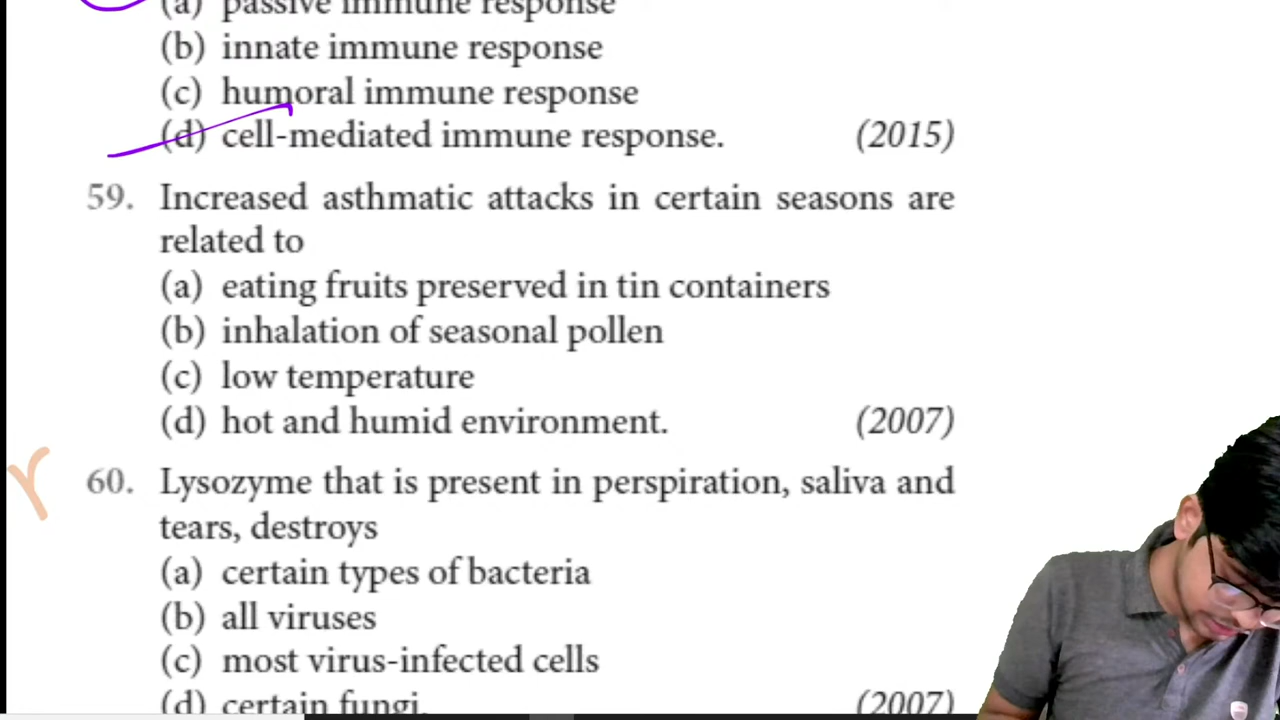 (a) passive immune response
(b) innate immune response
(c) humoral immune response
(d) cell-mediated immune response. (2015)
59. Increased asthmatic attacks in certain seasons are
related to
(a) eating fruits preserved in tin containers
(b) inhalation of seasonal pollen
(c) low temperature
(d) hot and humid environment. (2007)
r
60. Lysozyme that is present in perspiration, saliva and
tears, destroys
(a) certain types of bacteria
(b) all viruses
(c) most virus-infected cells
(d) certain fungi. (2007)